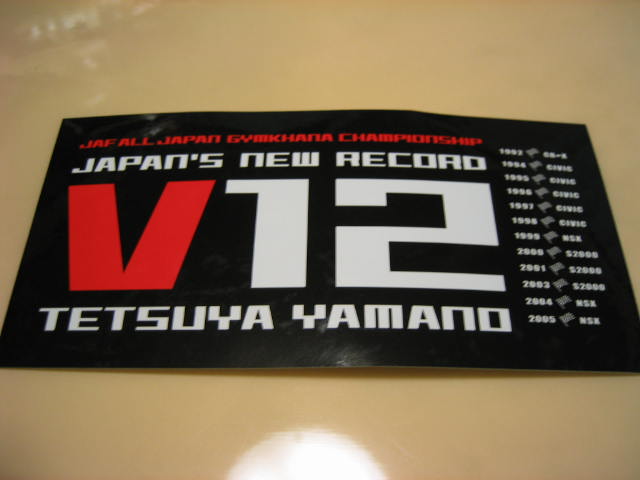 JAF ALL JAPAN GYMKHANA CHAMPIONSHIP
JAPAN'S NEW RECORD
V12
TETSUYA YAMANO
1992 CR-X
1994 CIVIC
1995 CIVIC
1996 CIVIC
1997 CIVIC
1998 CIVIC
1999 NSX
2000 S2000
2001 S2000
2003 S2000
2004 NSX
2005 NSX